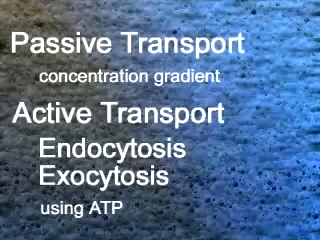 Passive Transport
concentration gradient
Active Transport
Endocytosis
Exocytosis
using ATP